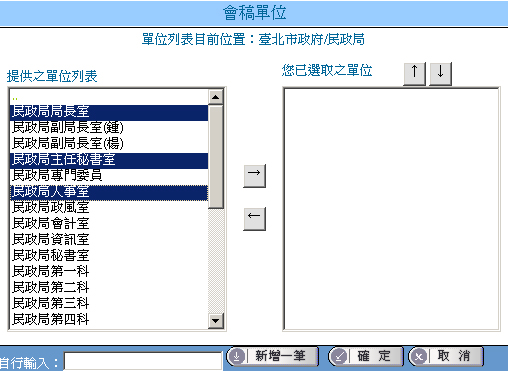 會稿單位
單位列表目前位置：臺北市政府/民政局
提供之單位列表
您已選取之單位
↑ ↓
..
民政局局長室
民政局副局長室(鍾)
民政局副局長室(楊)
民政局主任秘書室
民政局專門委員
民政局人事室
民政局政風室
民政局會計室
民政局資訊室
民政局秘書室
民政局第一科
民政局第二科
民政局第三科
民政局第四科
→
←
自行輸入：
新增一筆
確 定
取 消